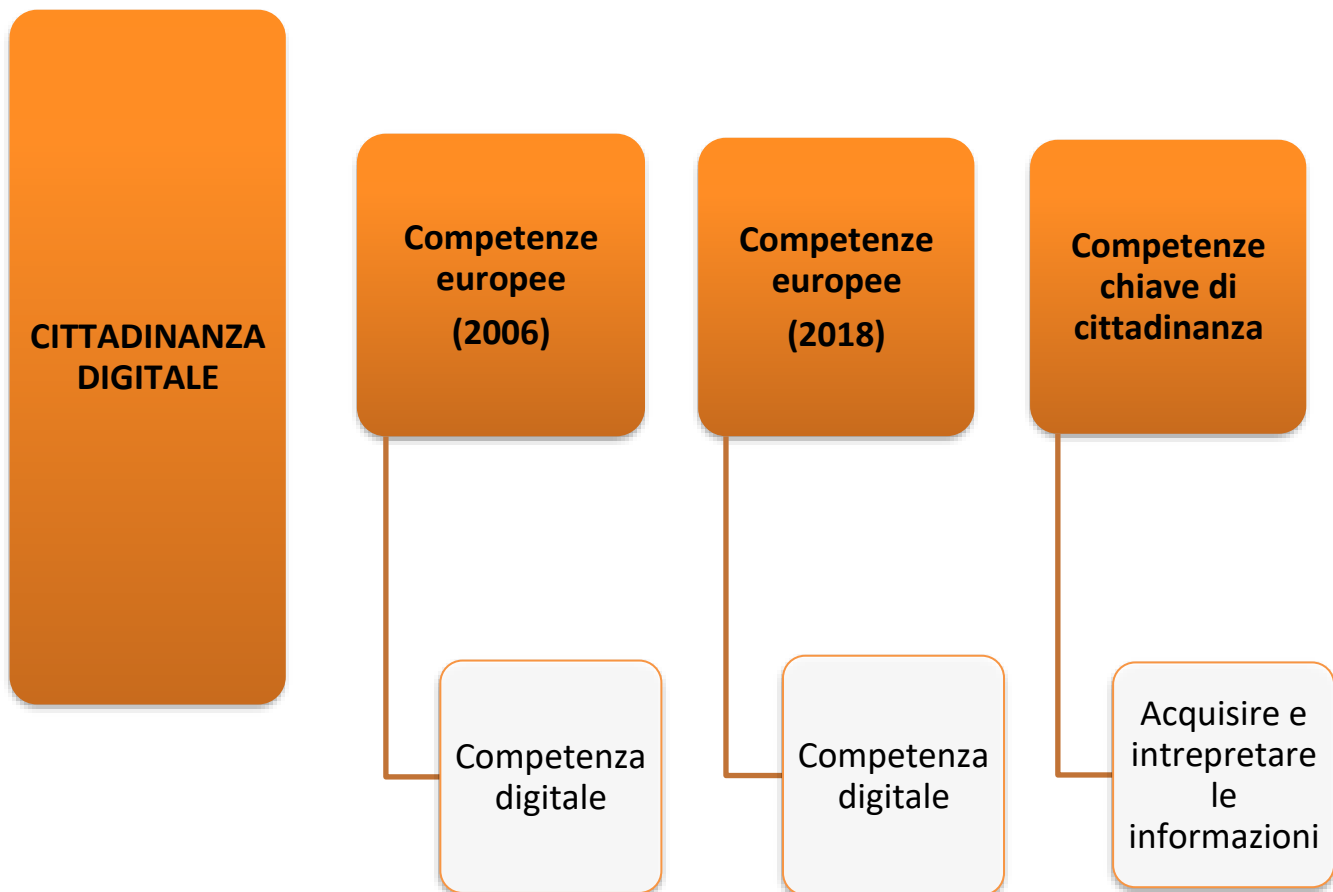 CITTADINANZA
DIGITALE
Competenze
europee
(2006)
Competenza
digitale
Competenze
europee
(2018)
Competenza
digitale
Competenze
chiave di
cittadinanza
Acquisire e
intrepretare
le
informazioni